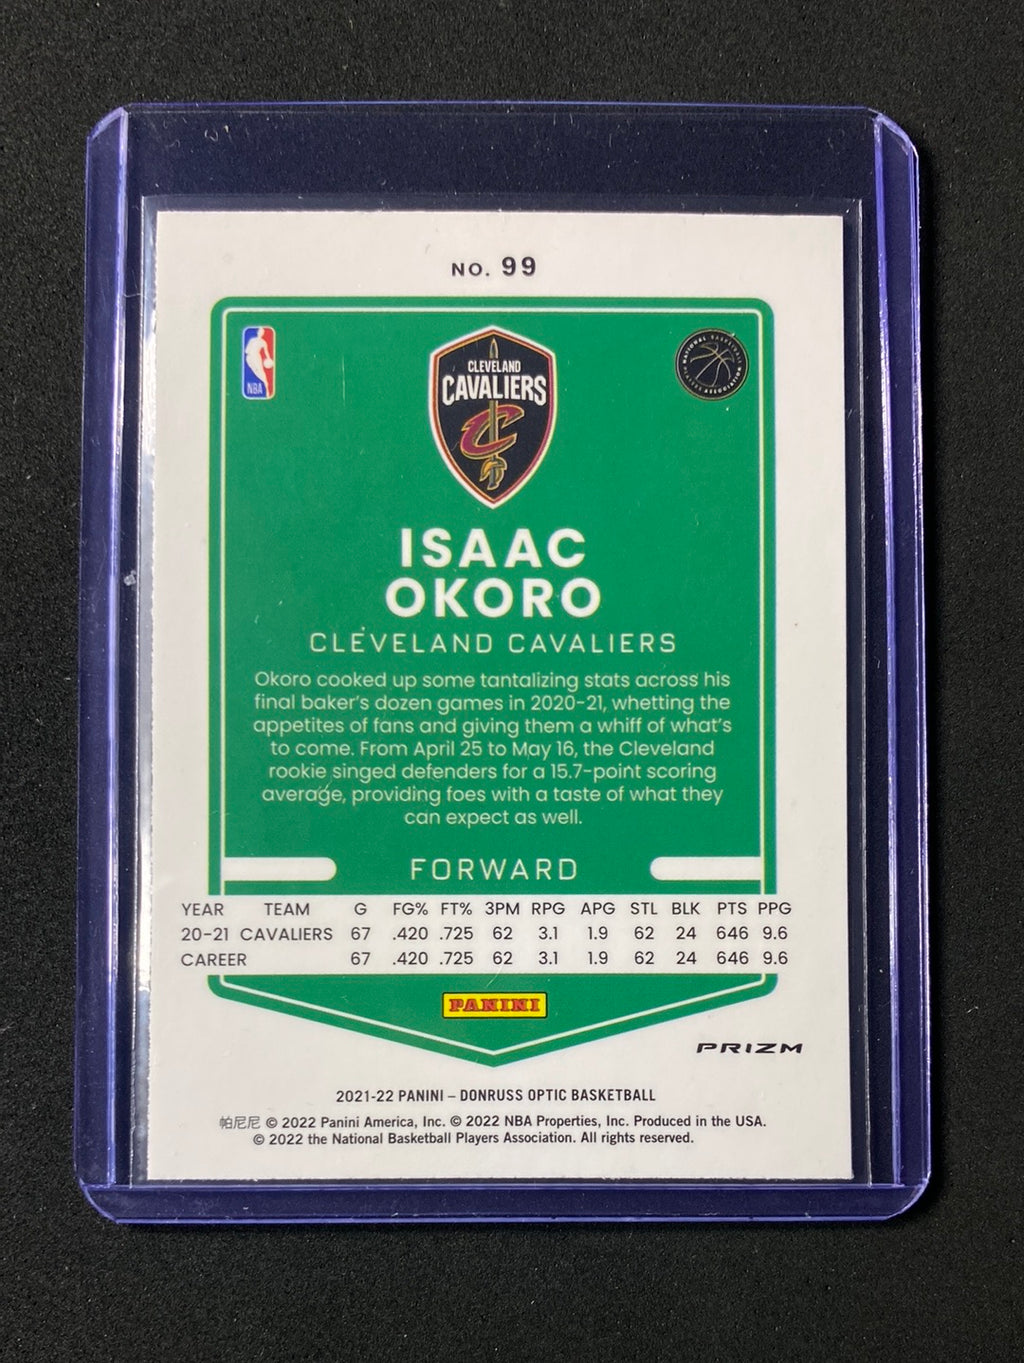 NO. 99
NBA
CLEVELAND
CAVALIERS
NATIONAL BASKETBALL
ASSOCIATION
ISAAC
OKORO
CLEVELAND CAVALIERS
Okoro cooked up some tantalizing stats across his
final baker's dozen games in 2020-21, whetting the
appetites of fans and giving them a whiff of what's
to come. From April 25 to May 16, the Cleveland
rookie singed defenders for a 15.7-point scoring
average, providing foes with a taste of what they
can expect as well.
FORWARD
YEAR TEAM G FG% FT% 3PM RPG APG STL BLK PTS PPG
20-21 CAVALIERS 67 .420 .725 62 3.1 1.9 62 24 646 9.6
CAREER 67 .420 .725 62 3.1 1.9 62 24 646 9.6
PANINI
PRIZM
2021-22 PANINI – DONRUSS OPTIC BASKETBALL
帕尼尼 © 2022 Panini America, Inc. © 2022 NBA Properties, Inc. Produced in the USA.
© 2022 the National Basketball Players Association. All rights reserved.